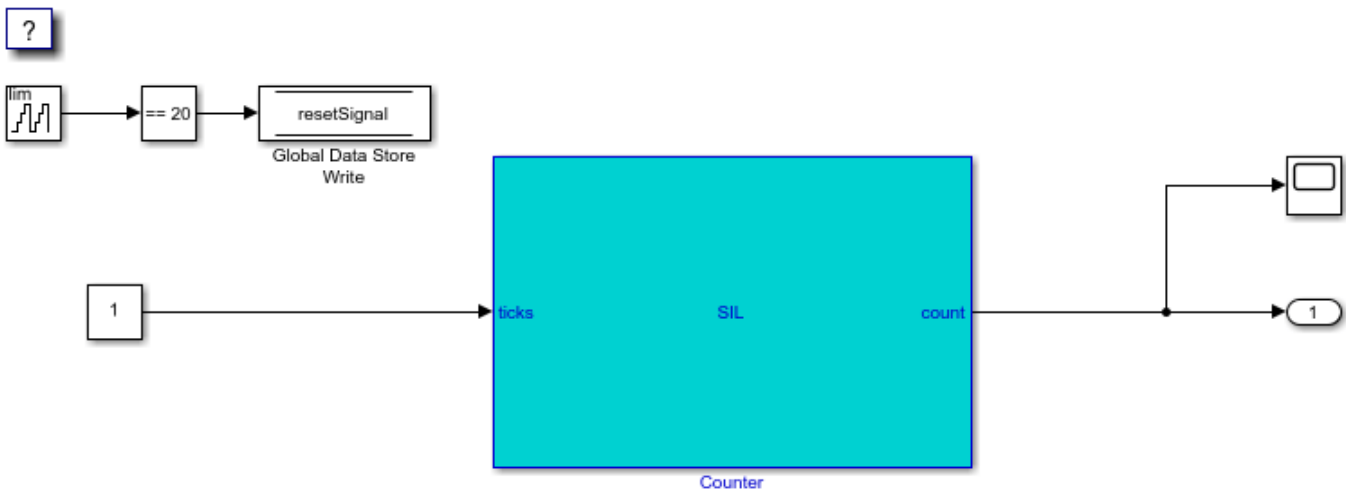 ?
lim
== 20
resetSignal
Global Data Store
Write
1
ticks
SIL
count
1
Counter